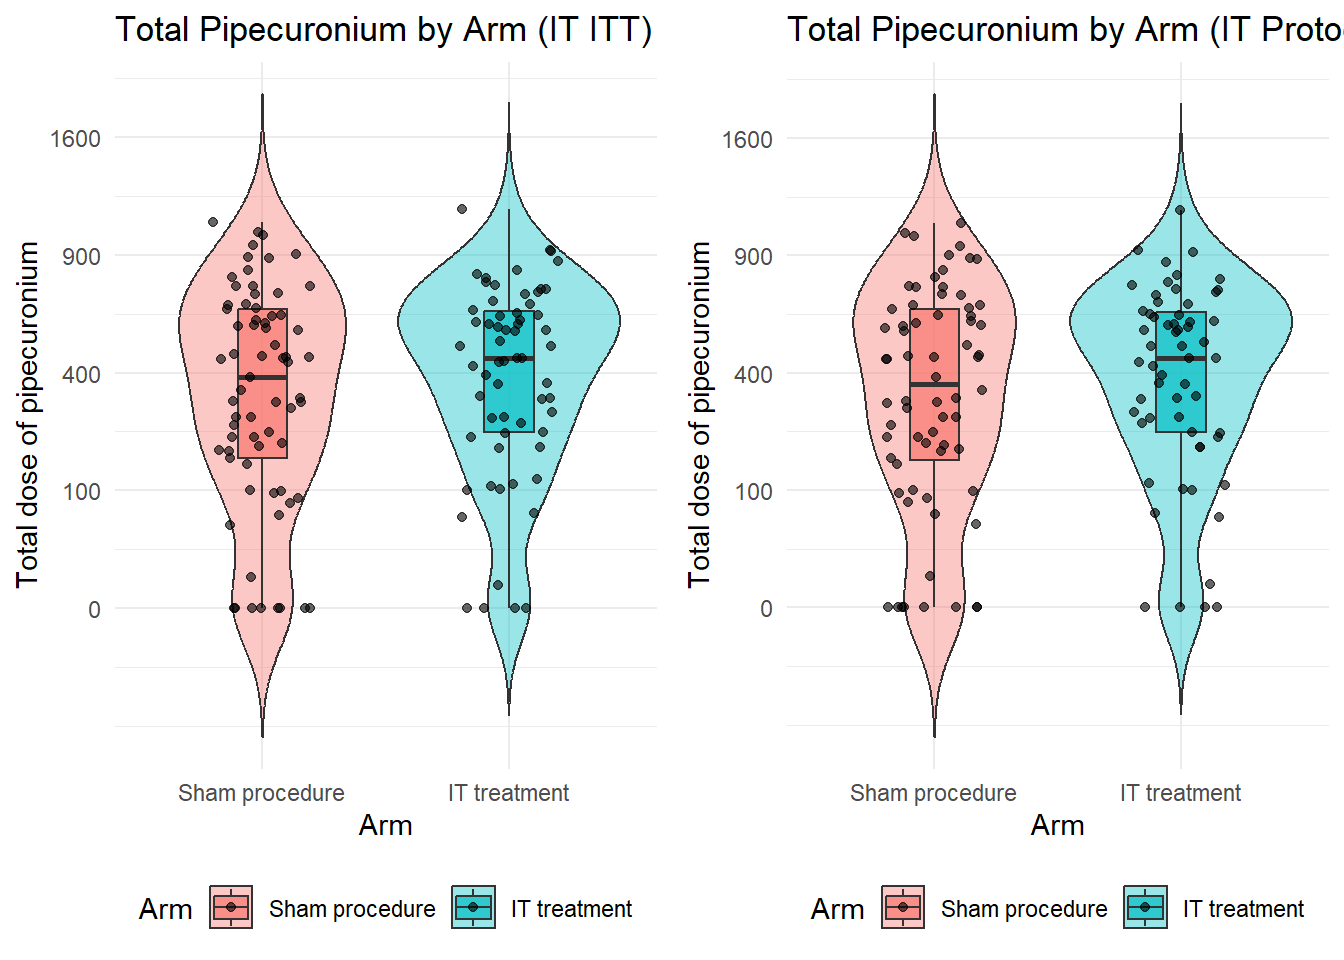 Total Pipecuronium by Arm (IT ITT)
Total dose of pipecuronium
1600
900
400
100
0
Sham procedure IT treatment
Arm
Arm Sham procedure IT treatment
Total Pipecuronium by Arm (IT
Total dose of pipecuronium
1600
900
400
100
0
Sham procedure IT treatment
Arm
Arm Sham procedure IT treatment